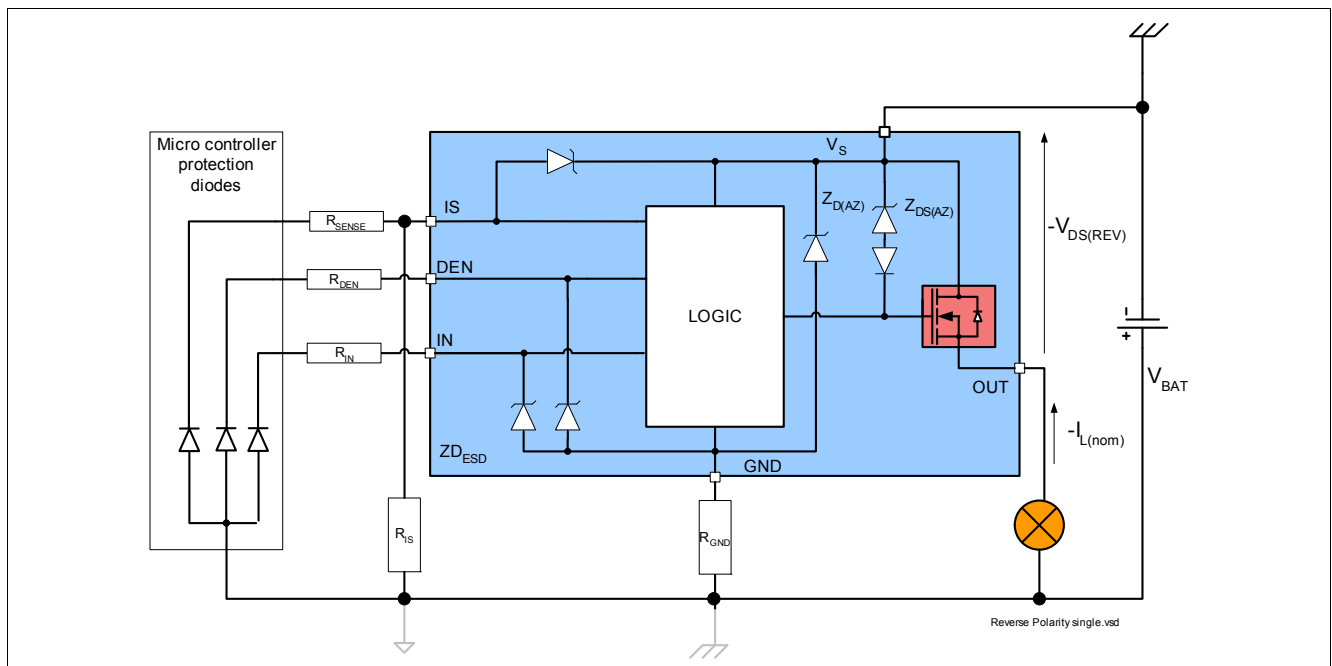 Micro controller
protection
diodes
R_SENSE
R_DEN
R_IN
R_IS
IS
DEN
IN
ZD_ESD
LOGIC
V_S
Z_D(AZ)
Z_DS(AZ)
OUT
GND
R_GND
-V_DS(REV)
-I_L(nom)
-
+
V_BAT
Reverse Polarity single.vsd